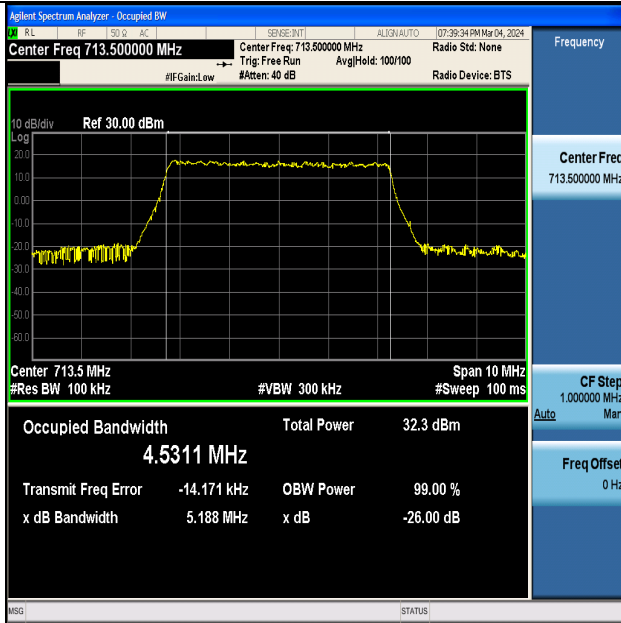 Agilent Spectrum Analyzer - Occupied BW
RL RF 50 Ω AC SENSE:INT ALIGN AUTO 07:39:34 PM Mar 04, 2024
Center Freq 713.500000 MHz
Center Freq: 713.500000 MHz
Radio Std: None
Trig: Free Run Avg|Hold: 100/100
#IFGain:Low
#Atten: 40 dB
Radio Device: BTS
10 dB/div Ref 30.00 dBm
Log
20.0
10.0
0.00
-10.0
-20.0
-30.0
-40.0
-50.0
-60.0
Center 713.5 MHz Span 10 MHz
#Res BW 100 kHz #VBW 300 kHz #Sweep 100 ms
Occupied Bandwidth Total Power 32.3 dBm
4.5311 MHz
Transmit Freq Error -14.171 kHz OBW Power 99.00 %
x dB Bandwidth 5.188 MHz x dB -26.00 dB
MSG STATUS
Frequency
Center Freq
713.500000 MHz
CF Step
1.000000 MHz
Auto Man
Freq Offset
0 Hz